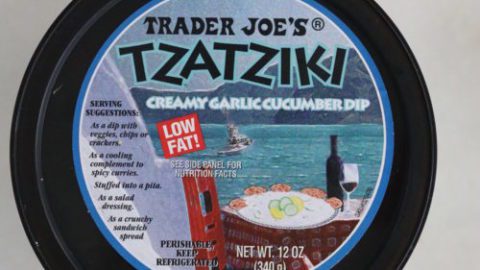 TRADER JOE'S®
TZATZIKI
CREAMY GARLIC CUCUMBER DIP
SERVING
SUGGESTIONS:
As a dip with
veggies, chips or
crackers.
As a cooling
complement to
spicy curries.
Stuffed into a pita.
As a salad
dressing.
As a crunchy
sandwich
spread
LOW
FAT!
SEE SIDE PANEL FOR
NUTRITION FACTS
PERISHABLE
KEEP
REFRIGERATED
NET WT. 12 OZ
(340 g)